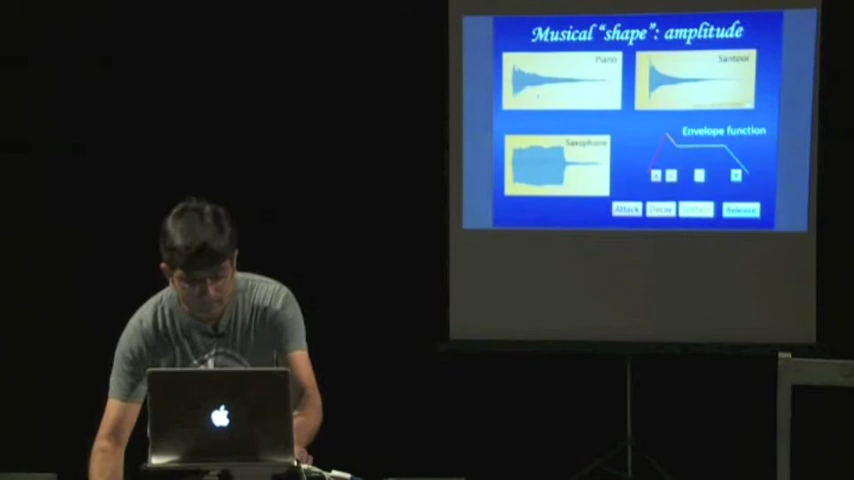 Musical "shape": amplitude
Piano
Santoor
Saxophone
Envelope function
Attack Decay Release